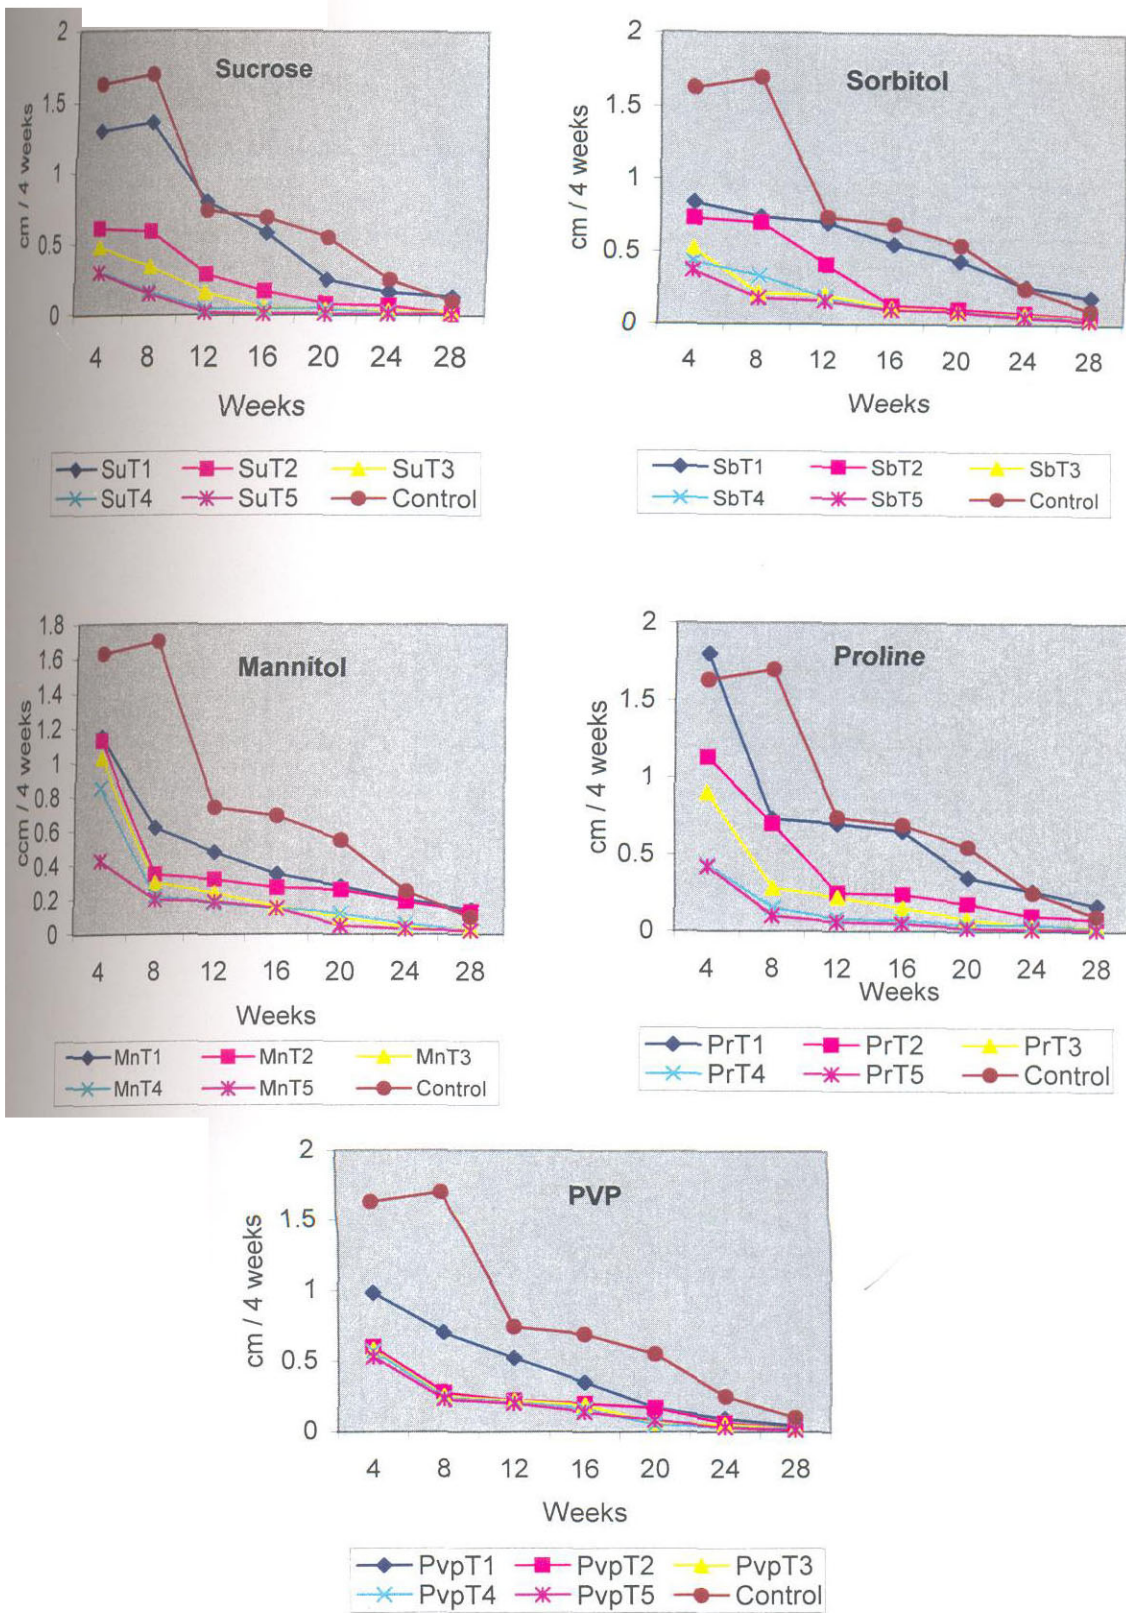 2
Sucrose
1.5
1
0.5
0
cm / 4 weeks
4 8 12 16 20 24 28
Weeks
SuT1 SuT2 SuT3
SuT4 SuT5 Control
2
Sorbitol
1.5
1
0.5
0
cm / 4 weeks
4 8 12 16 20 24 28
Weeks
SbT1 SbT2 SbT3
SbT4 SbT5 Control
1.8
1.6
Mannitol
1.4
1.2
1
0.8
0.6
0.4
0.2
0
ccm / 4 weeks
4 8 12 16 20 24 28
Weeks
MnT1 MnT2 MnT3
MnT4 MnT5 Control
2
Proline
1.5
1
0.5
0
cm / 4 weeks
4 8 12 16 20 24 28
Weeks
PrT1 PrT2 PrT3
PrT4 PrT5 Control
2
PVP
1.5
1
0.5
0
cm / 4 weeks
4 8 12 16 20 24 28
Weeks
PvpT1 PvpT2 PvpT3
PvpT4 PvpT5 Control